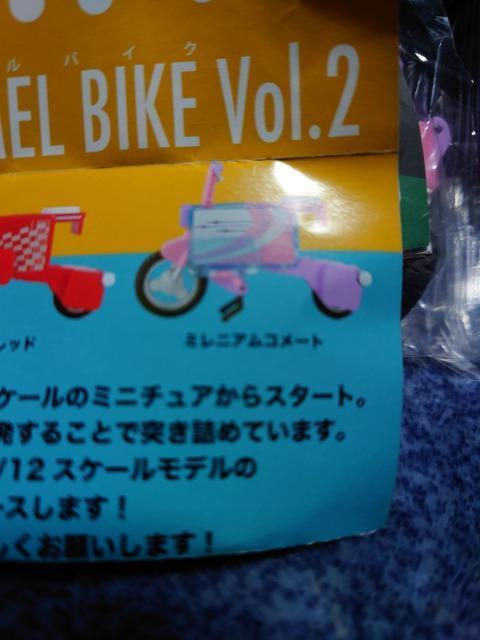 ルバイク
AEL BIKE Vol.2
レッド
ミレニアムコメート
ケールのミニチュアからスタート。
発することで突き詰めています。
/12スケールモデルの
ースします！
しくお願いします！